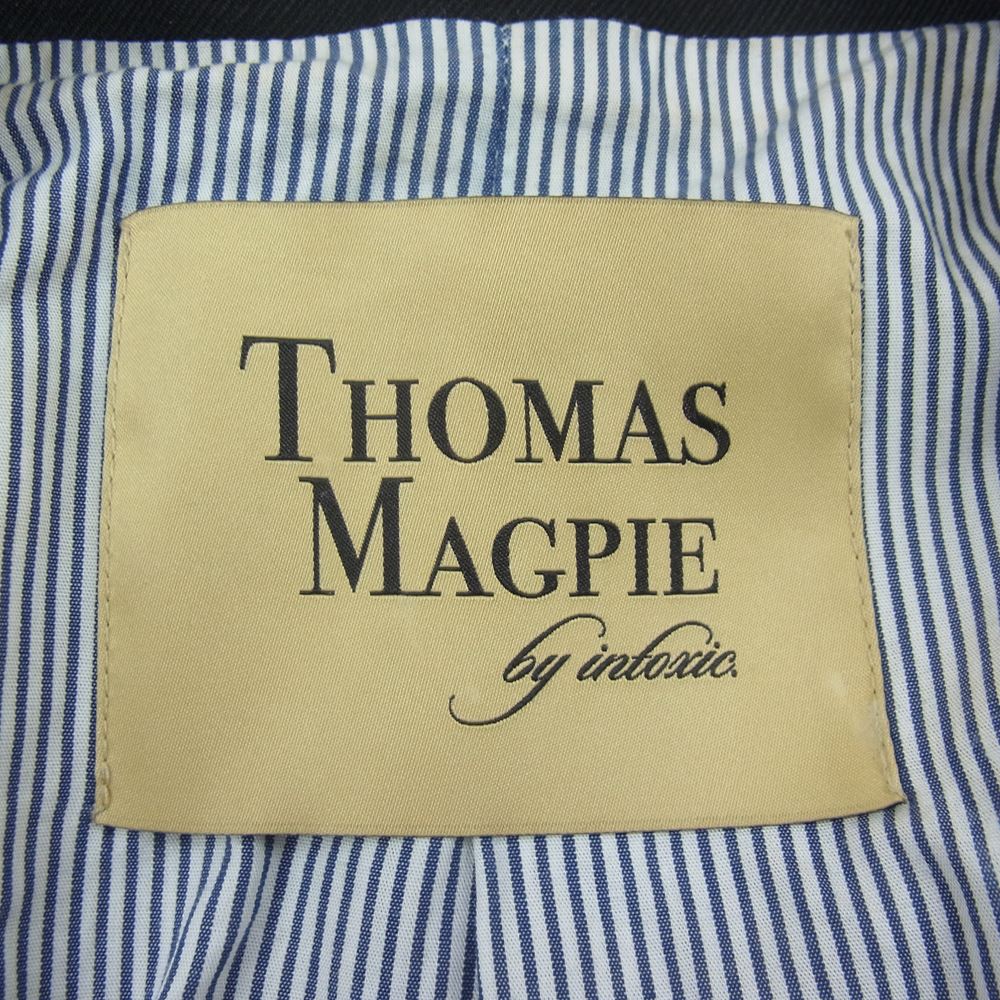 THOMAS
MAGPIE
by intoxic.